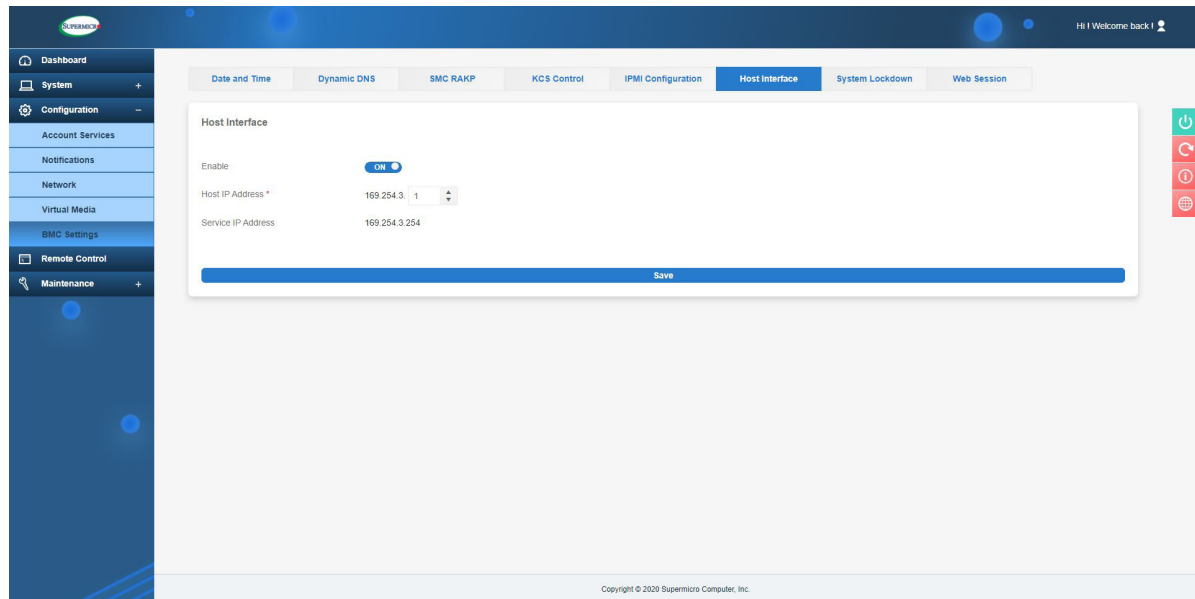 SUPERMICRO
Hi ! Welcome back !
Dashboard
System +
Configuration –
Account Services
Notifications
Network
Virtual Media
BMC Settings
Remote Control
Maintenance +
Date and Time Dynamic DNS SMC RAKP KCS Control IPMI Configuration Host Interface System Lockdown Web Session
Host Interface
Enable ON
Host IP Address * 169.254.3. 1
Service IP Address 169.254.3.254
Save
Copyright © 2020 Supermicro Computer, Inc.